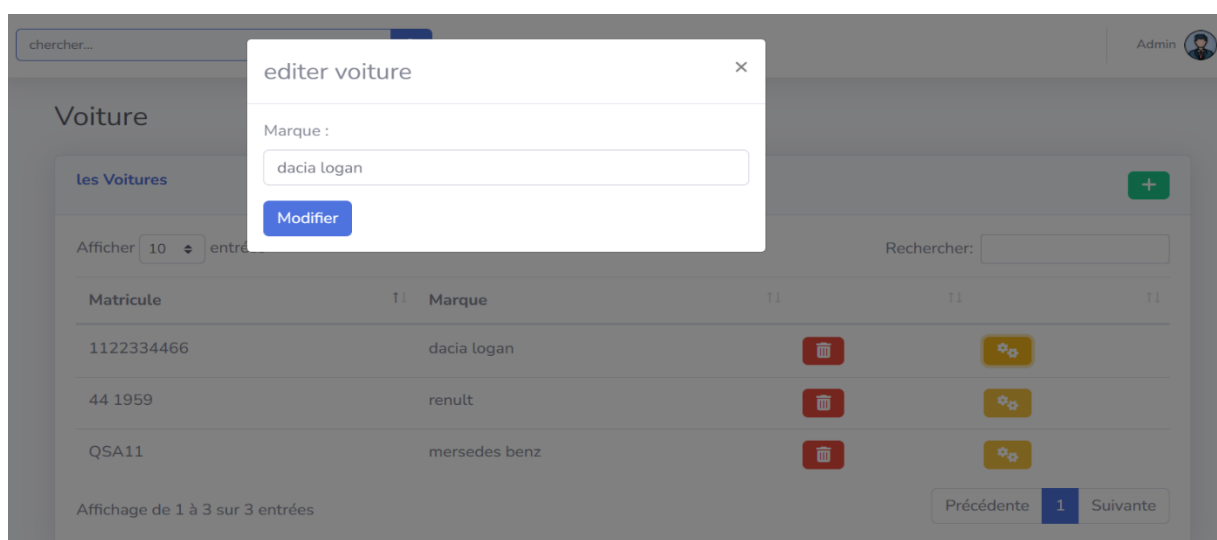 chercher...
Admin
editer voiture ×
Voiture
Marque :
dacia logan
les Voitures
Modifier
Afficher 10 entrées
Rechercher:
Matricule Marque
1122334466 dacia logan
44 1959 renult
QSA11 mersedes benz
Affichage de 1 à 3 sur 3 entrées
Précédente 1 Suivante